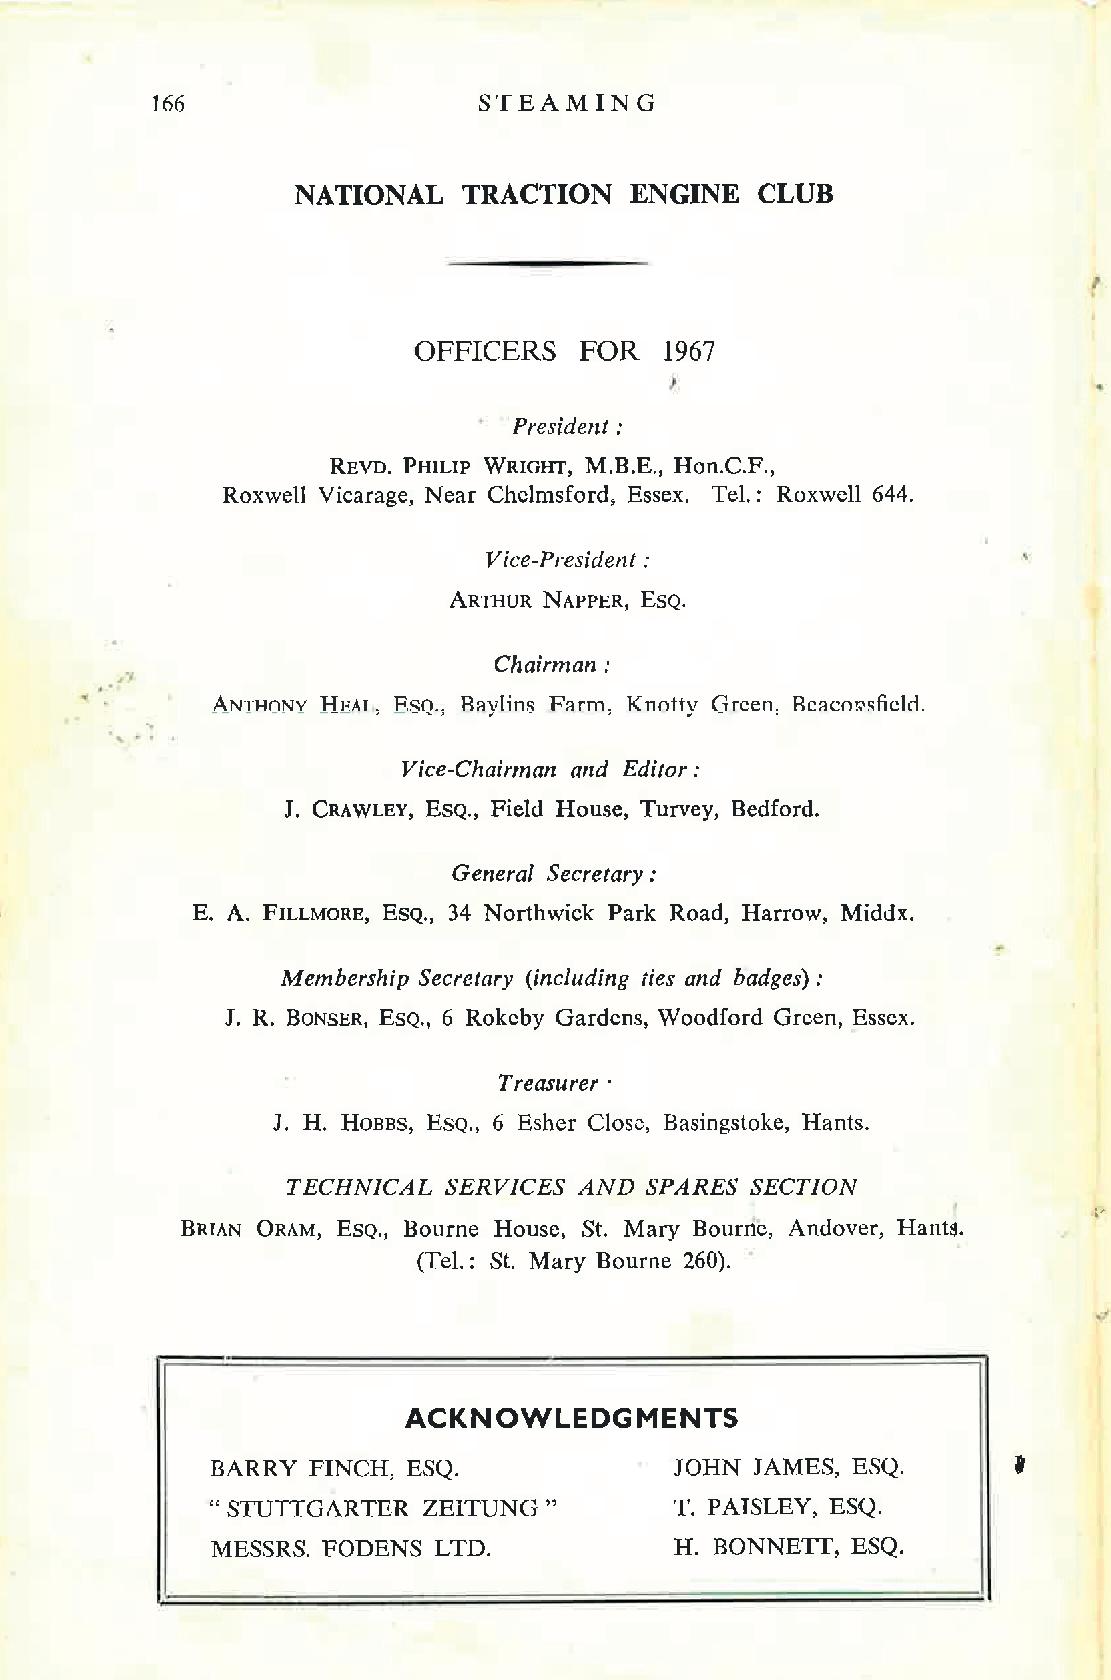 166 STEAMING
NATIONAL TRACTION ENGINE CLUB
OFFICERS FOR 1967
President :
REVD. PHILIP WRIGHT, M.B.E., Hon.C.F.,
Roxwell Vicarage, Near Chelmsford, Essex. Tel.: Roxwell 644.
Vice-President :
ARTHUR NAPPER, ESQ.
Chairman :
ANTHONY HEAL, ESQ., Baylins Farm, Knotty Green, Beaconsfield.
Vice-Chairman and Editor :
J. CRAWLEY, ESQ., Field House, Turvey, Bedford.
General Secretary :
E. A. FILLMORE, ESQ., 34 Northwick Park Road, Harrow, Middx.
Membership Secretary (including ties and badges) :
J. R. BONSER, ESQ., 6 Rokeby Gardens, Woodford Green, Essex.
Treasurer ·
J. H. HOBBS, ESQ., 6 Esher Close, Basingstoke, Hants.
TECHNICAL SERVICES AND SPARES SECTION
BRIAN ORAM, ESQ., Bourne House, St. Mary Bourne, Andover, Hants.
(Tel.: St. Mary Bourne 260).
ACKNOWLEDGMENTS
BARRY FINCH, ESQ. JOHN JAMES, ESQ.
“ STUTTGARTER ZEITUNG ” T. PAISLEY, ESQ.
MESSRS. FODENS LTD. H. BONNETT, ESQ.